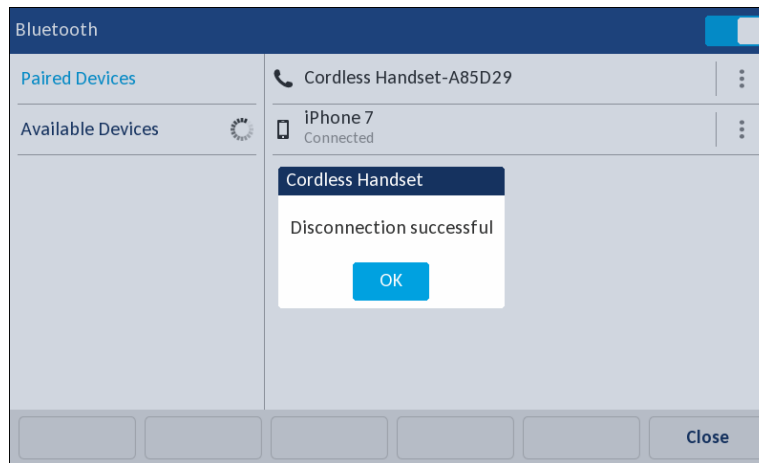 Bluetooth
Paired Devices
Available Devices
Cordless Handset-A85D29
iPhone 7
Connected
Cordless Handset
Disconnection successful
OK
Close